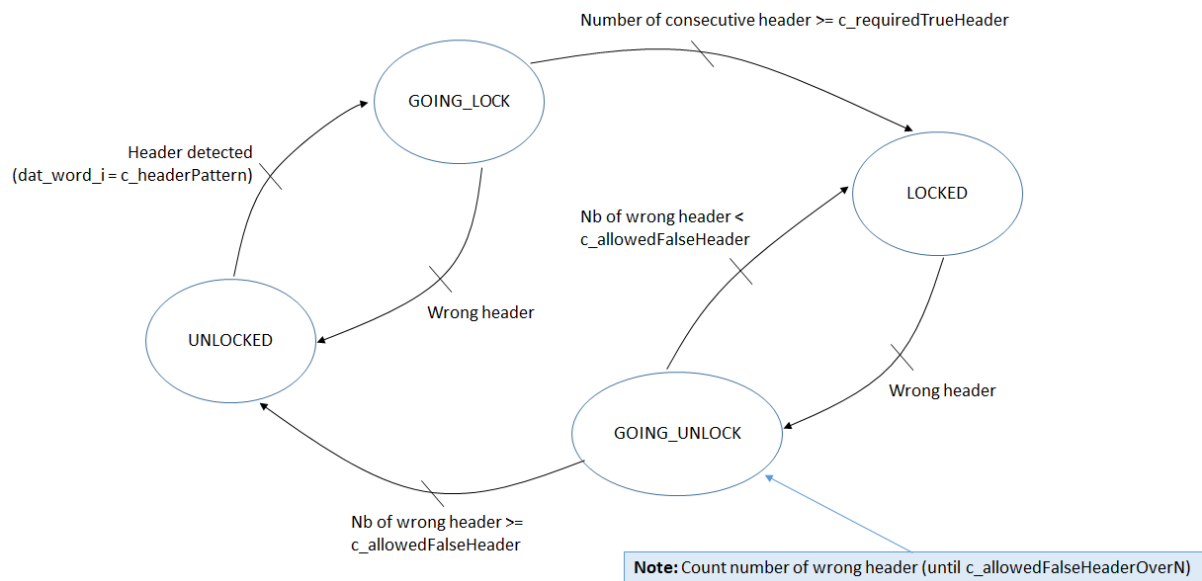 Number of consecutive header >= c_requiredTrueHeader
GOING_LOCK
Header detected
(dat_word_i = c_headerPattern)
LOCKED
Nb of wrong header <
c_allowedFalseHeader
Wrong header
UNLOCKED
Wrong header
GOING_UNLOCK
Nb of wrong header >=
c_allowedFalseHeader
Note: Count number of wrong header (until c_allowedFalseHeaderOverN)